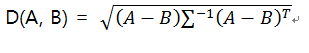 D(A, B) = √(A − B)∑⁻¹(A − B)ᵀ